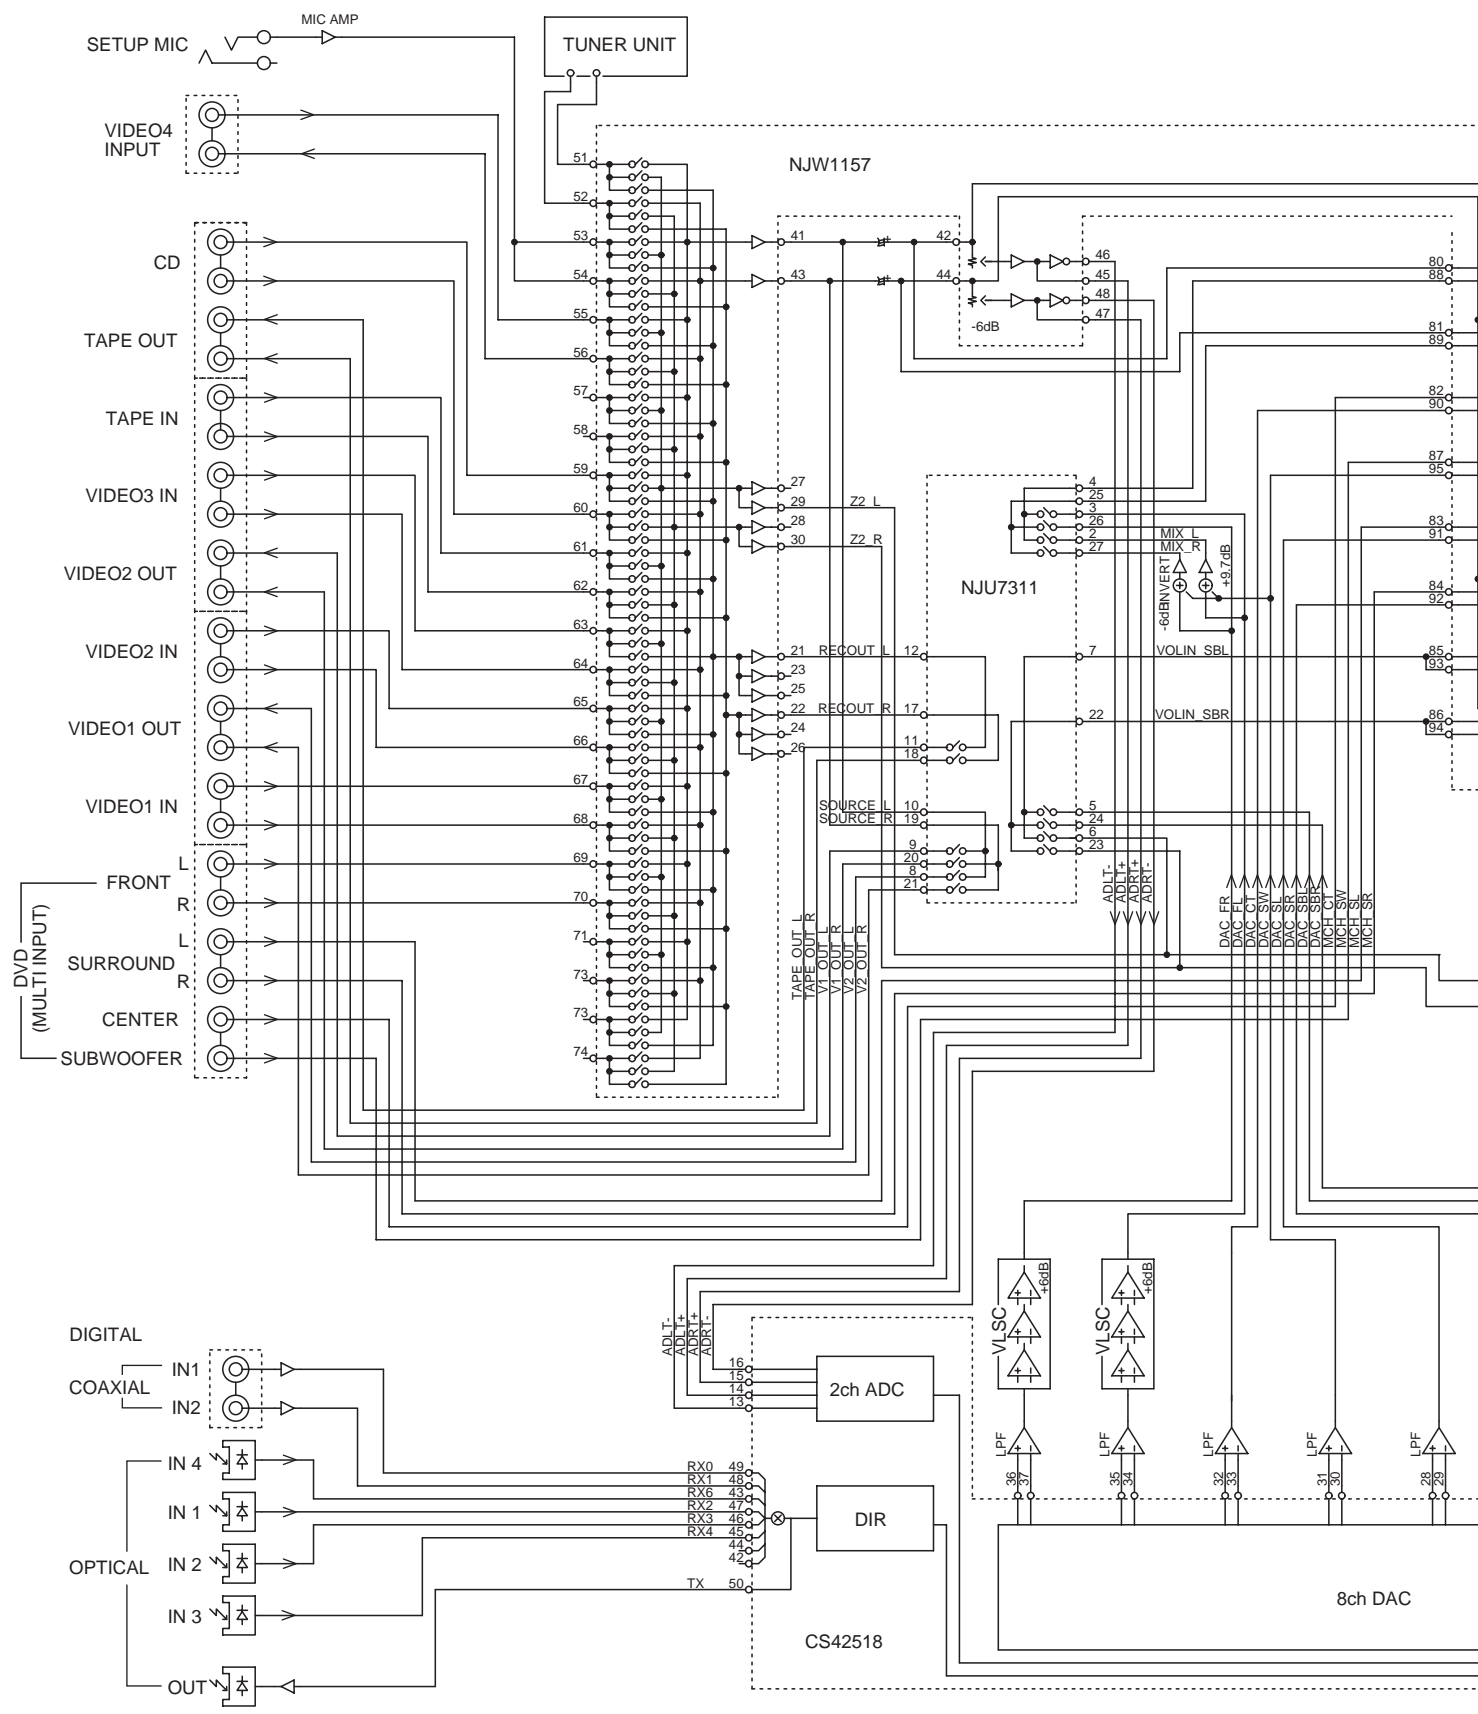 MIC AMP
SETUP MIC
TUNER UNIT
VIDEO4
INPUT
NJW1157
CD
TAPE OUT
TAPE IN
VIDEO3 IN
VIDEO2 OUT
VIDEO2 IN
VIDEO1 OUT
VIDEO1 IN
DVD
(MULTI INPUT)
FRONT
L
R
SURROUND
L
R
CENTER
SUBWOOFER
51
52
53
54
55
56
57
58
59
60
61
62
63
64
65
66
67
68
69
70
71
73
73
74
41
43
42
44
-6dB
46
45
48
47
27
29 Z2_L
28
30 Z2_R
21 RECOUT_L 12
23
25
22 RECOUT_R 17
24
26
11
18
SOURCE_L 10
SOURCE_R 19
9
20
8
21
NJU7311
4
25
3
26
2 MIX_L
27 MIX_R
-6dB
INVERT
+9.7dB
7 VOLIN_SBL
22 VOLIN_SBR
5
24
6
23
80
88
81
89
82
90
87
95
83
91
84
92
85
93
86
94
TAPE_OUT_L
TAPE_OUT_R
V1_OUT_L
V1_OUT_R
V2_OUT_L
V2_OUT_R
ADLT-
ADLT+
ADRT+
ADRT-
DAC_FR
DAC_FL
DAC_CT
DAC_SW
DAC_SL
DAC_SR
DAC_SBL
DAC_SBR
MCH_CT
MCH_SW
MCH_SL
MCH_SR
DIGITAL
COAXIAL
IN1
IN2
OPTICAL
IN 4
IN 1
IN 2
IN 3
OUT
ADLT-
ADLT+
ADRT+
ADRT-
16
15
14
13
2ch ADC
RX0 49
RX1 48
RX6 43
RX2 47
RX3 46
RX4 45
44
42
TX 50
DIR
CS42518
VLSC
+6dB
VLSC
+6dB
LPF
LPF
LPF
LPF
LPF
36
37
35
34
32
33
31
30
28
29
8ch DAC